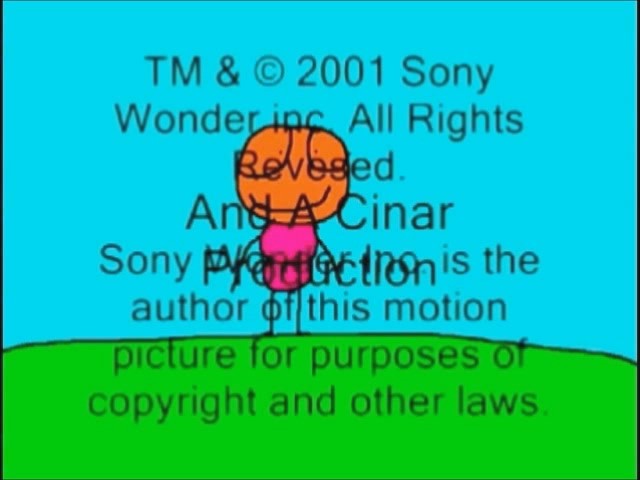 TM & © 2001 Sony
Wonder inc. All Rights
Revesed.
And A Cinar
Production
Sony Wonder Inc. is the
author of this motion
picture for purposes of
copyright and other laws.